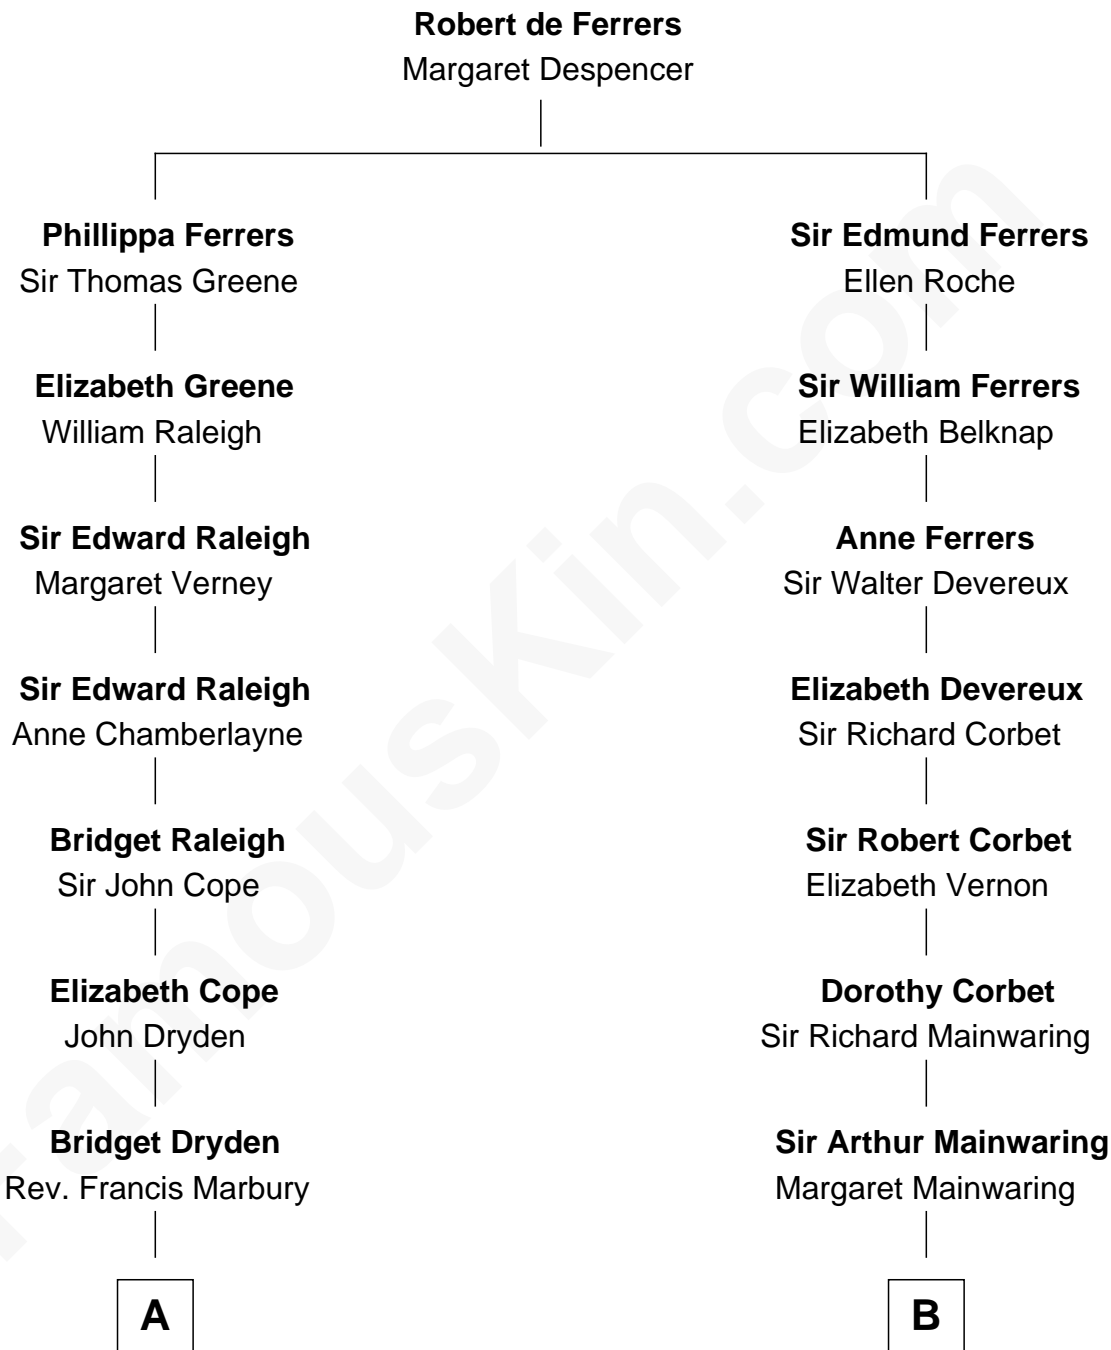 Robert de Ferrers
Margaret Despencer
Phillippa Ferrers
Sir Thomas Greene
Sir Edmund Ferrers
Ellen Roche
Elizabeth Greene
William Raleigh
Sir William Ferrers
Elizabeth Belknap
Sir Edward Raleigh
Margaret Verney
Anne Ferrers
Sir Walter Devereux
Sir Edward Raleigh
Anne Chamberlayne
Elizabeth Devereux
Sir Richard Corbet
Bridget Raleigh
Sir John Cope
Sir Robert Corbet
Elizabeth Vernon
Elizabeth Cope
John Dryden
Dorothy Corbet
Sir Richard Mainwaring
Bridget Dryden
Rev. Francis Marbury
Sir Arthur Mainwaring
Margaret Mainwaring
A
B
FamousKin.com